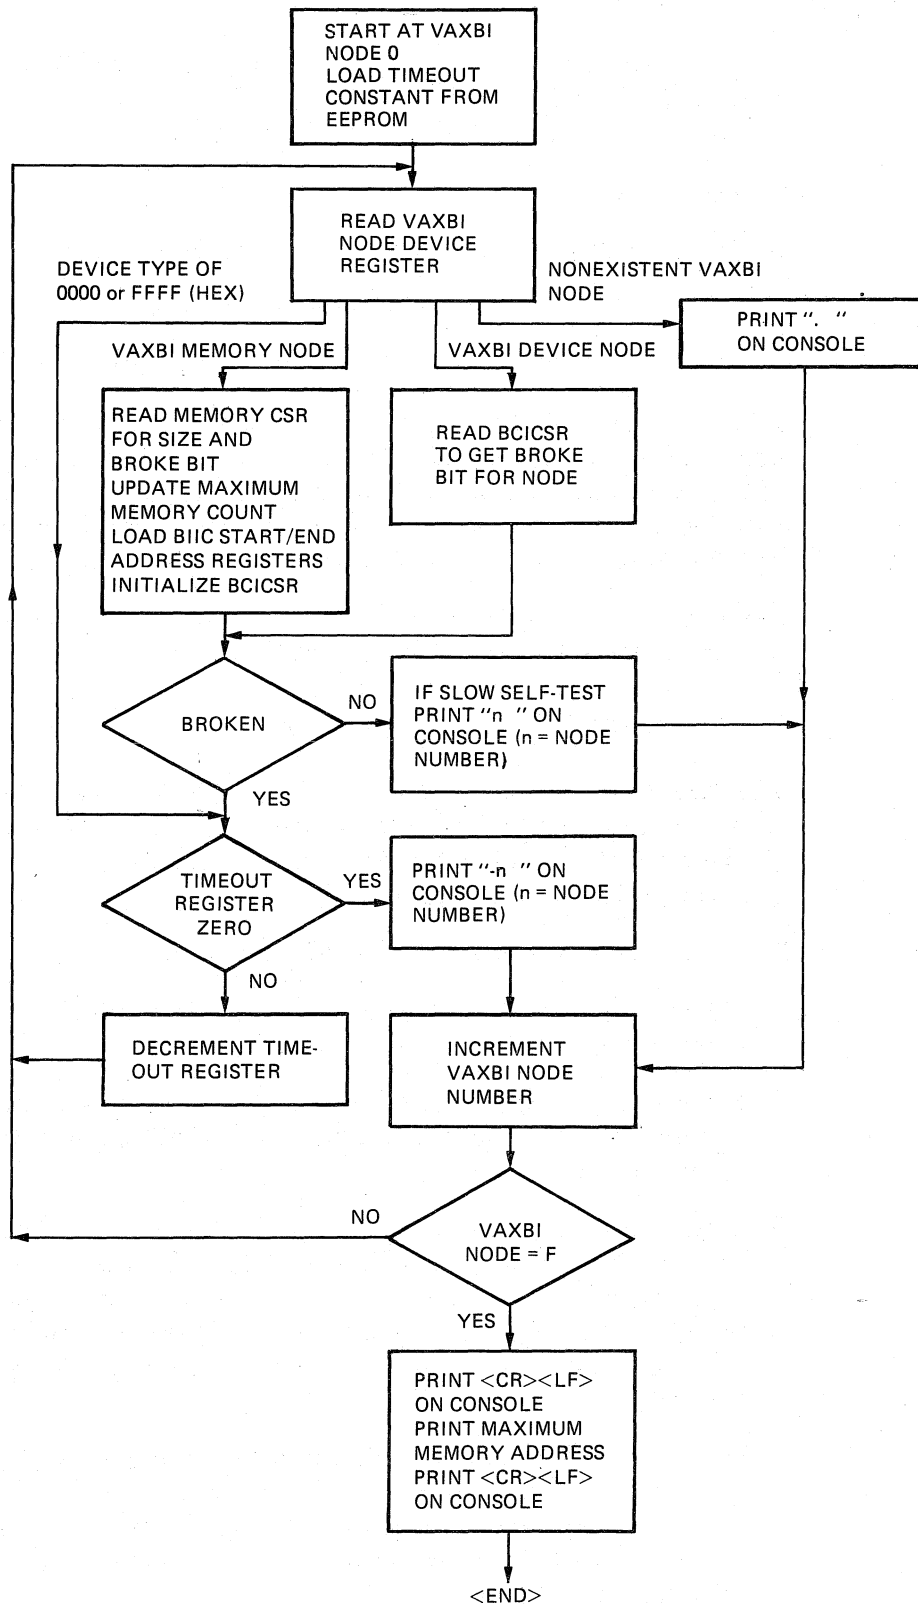 START AT VAXBI
NODE 0
LOAD TIMEOUT
CONSTANT FROM
EEPROM
READ VAXBI
NODE DEVICE
REGISTER
DEVICE TYPE OF
0000 or FFFF (HEX)
NONEXISTENT VAXBI
NODE
PRINT “. ”
ON CONSOLE
VAXBI MEMORY NODE
VAXBI DEVICE NODE
READ MEMORY CSR
FOR SIZE AND
BROKE BIT
UPDATE MAXIMUM
MEMORY COUNT
LOAD BIIC START/END
ADDRESS REGISTERS
INITIALIZE BCICSR
READ BCICSR
TO GET BROKE
BIT FOR NODE
BROKEN
NO
IF SLOW SELF-TEST
PRINT “n ” ON
CONSOLE (n = NODE
NUMBER)
YES
TIMEOUT
REGISTER
ZERO
YES
PRINT “-n ” ON
CONSOLE (n = NODE
NUMBER)
NO
DECREMENT TIME-
OUT REGISTER
INCREMENT
VAXBI NODE
NUMBER
NO
VAXBI
NODE = F
YES
PRINT <CR><LF>
ON CONSOLE
PRINT MAXIMUM
MEMORY ADDRESS
PRINT <CR><LF>
ON CONSOLE
<END>